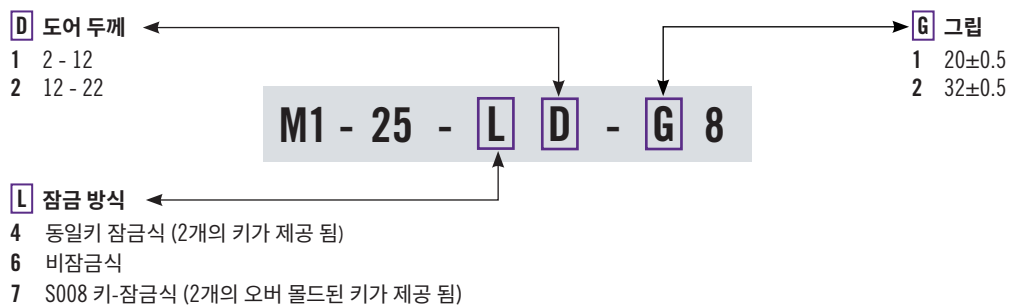 D 도어 두께
1 2 - 12
2 12 - 22
G 그립
1 20±0.5
2 32±0.5
M1 - 25 - L D - G 8
L 잠금 방식
4 동일키 잠금식 (2개의 키가 제공 됨)
6 비잠금식
7 S008 키-잠금식 (2개의 오버 몰드된 키가 제공 됨)